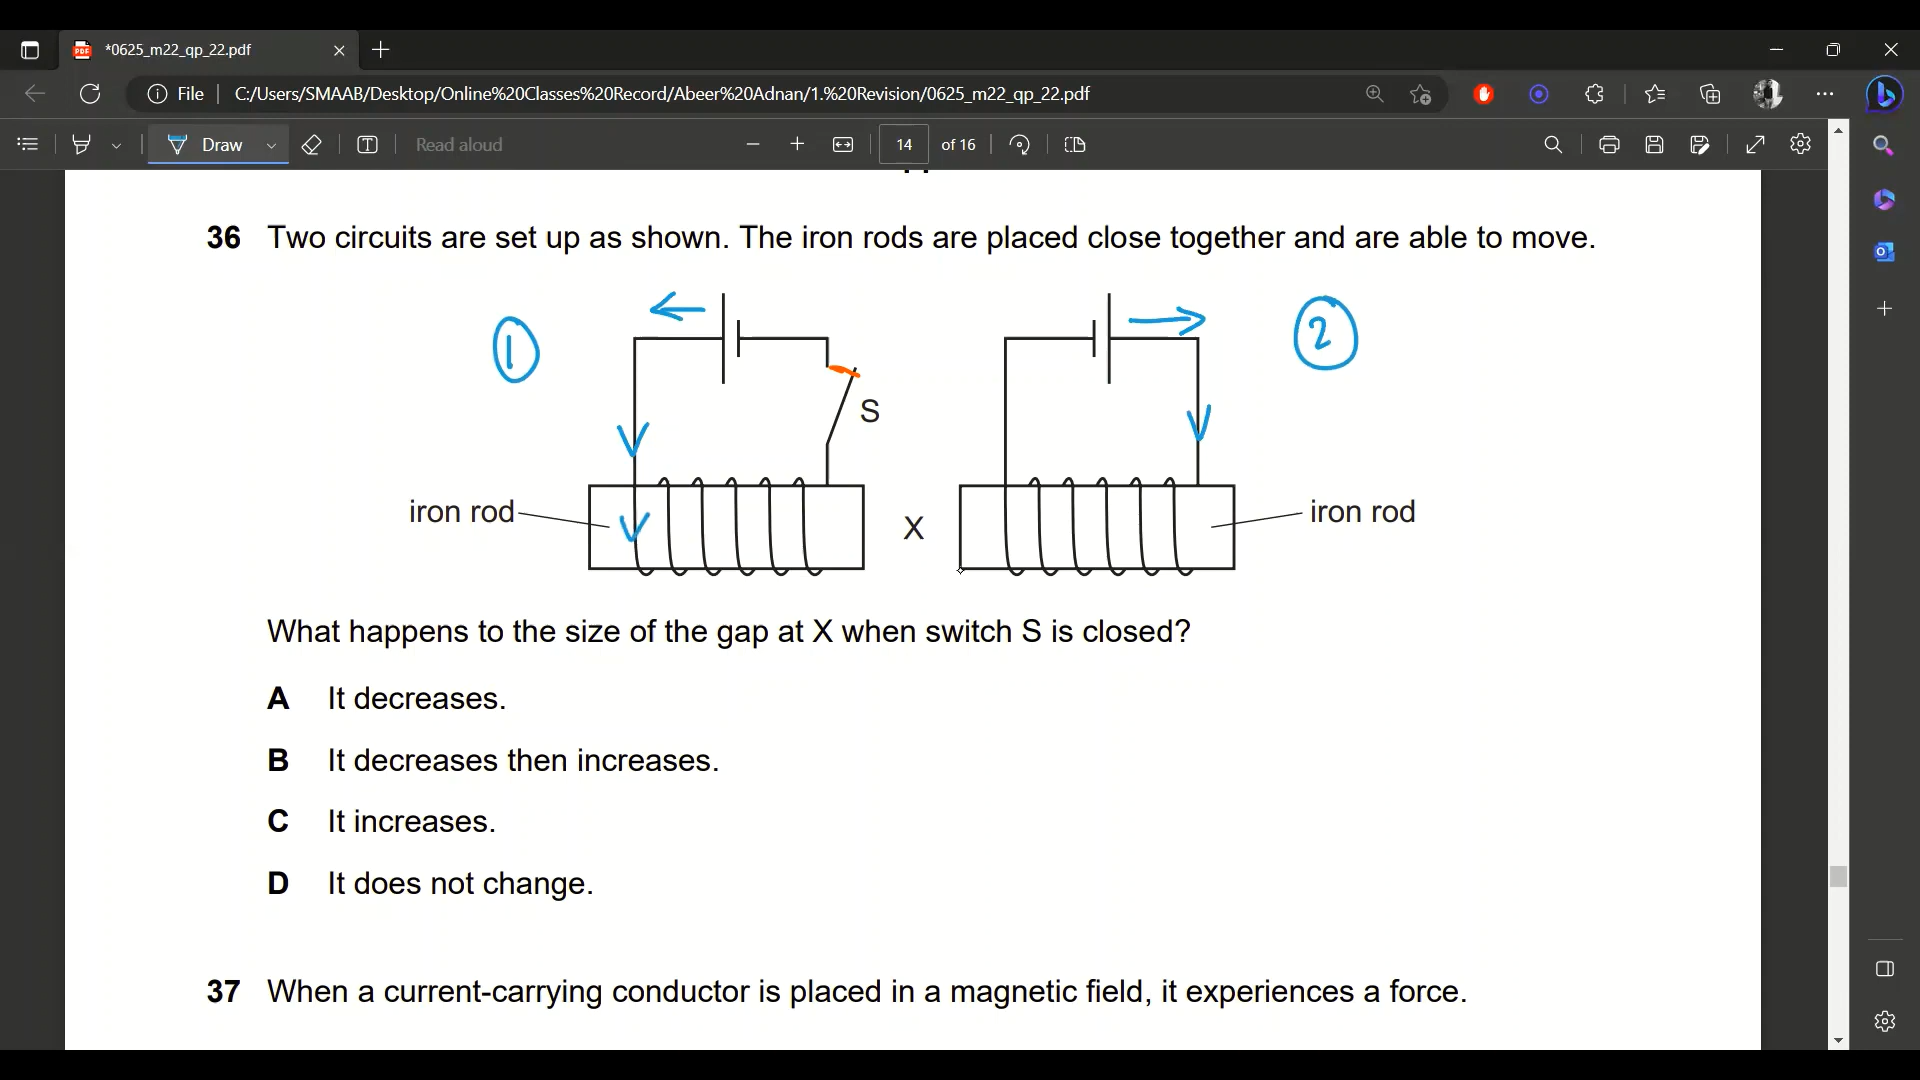 *0625_m22_qp_22.pdf
File
C:/Users/SMAAB/Desktop/Online%20Classes%20Record/Abeer%20Adnan/1.%20Revision/0625_m22_qp_22.pdf
Draw
Read aloud
14
of 16
36 Two circuits are set up as shown. The iron rods are placed close together and are able to move.
1
2
S
iron rod
X
iron rod
What happens to the size of the gap at X when switch S is closed?
A It decreases.
B It decreases then increases.
C It increases.
D It does not change.
37 When a current-carrying conductor is placed in a magnetic field, it experiences a force.